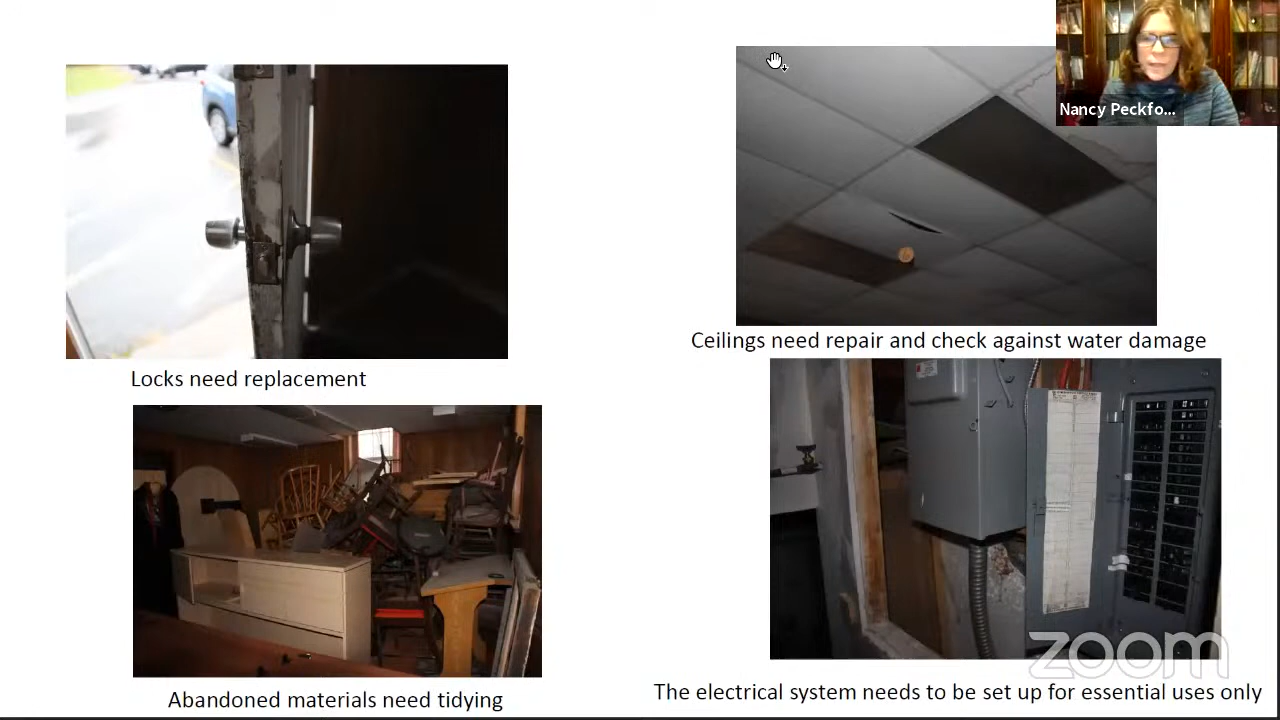 Nancy Peckfo...
Ceilings need repair and check against water damage
Locks need replacement
Abandoned materials need tidying
The electrical system needs to be set up for essential uses only
zoom